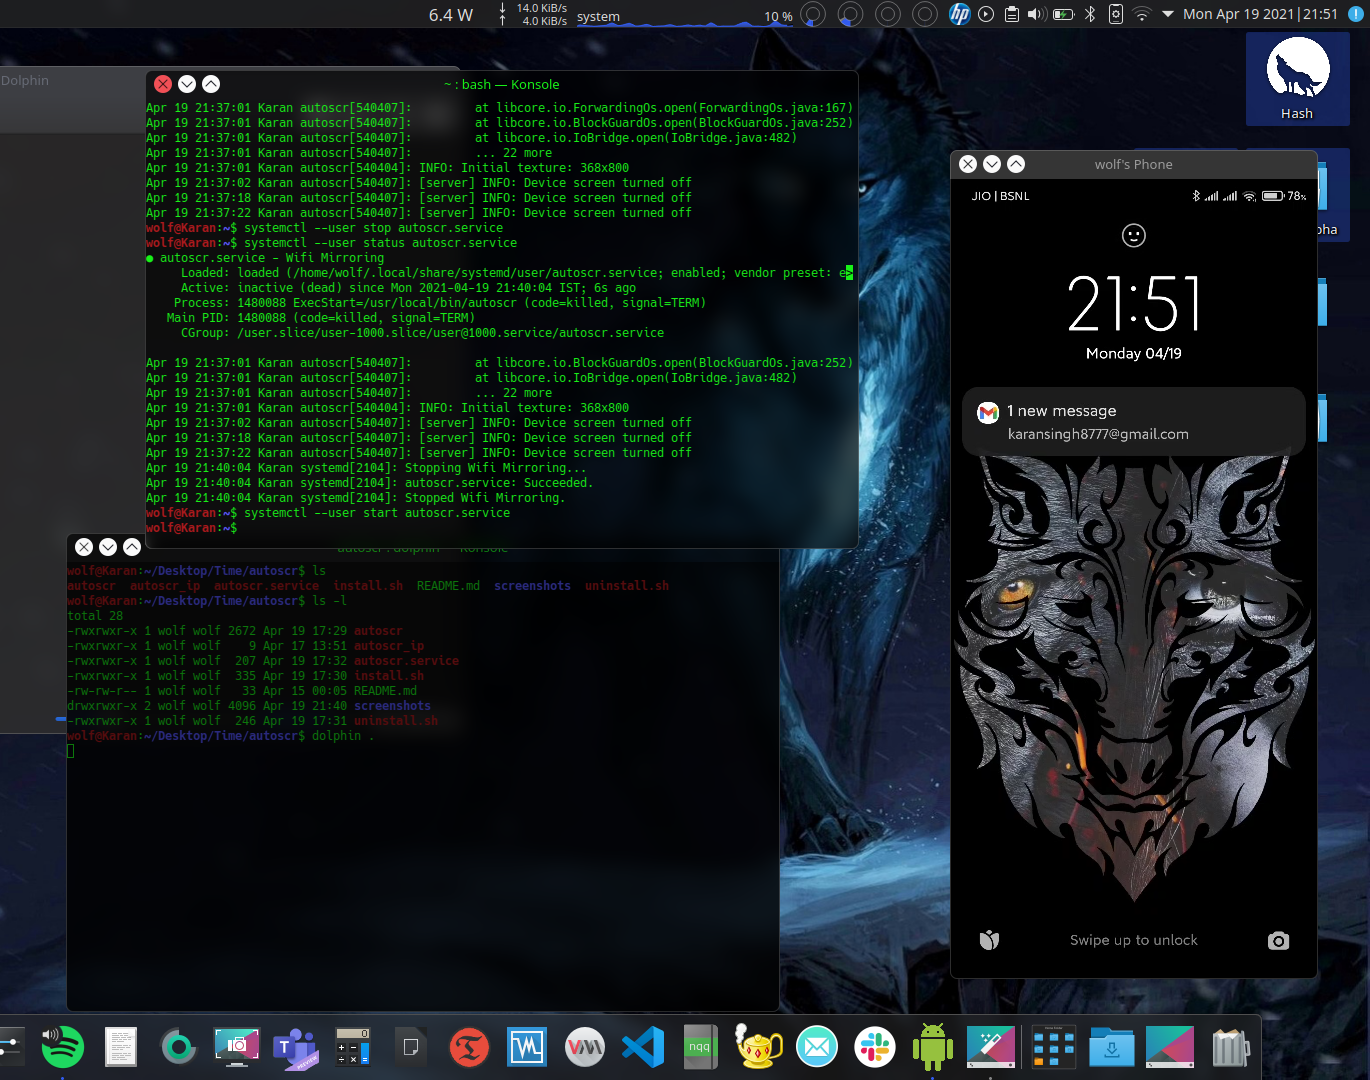 6.4 W
14.0 KiB/s
4.0 KiB/s
system
10 %
Mon Apr 19 2021|21:51
Dolphin
Hash
pha
~ : bash — Konsole
Apr 19 21:37:01 Karan autoscr[540407]:         at libcore.io.ForwardingOs.open(ForwardingOs.java:167)
Apr 19 21:37:01 Karan autoscr[540407]:         at libcore.io.BlockGuardOs.open(BlockGuardOs.java:252)
Apr 19 21:37:01 Karan autoscr[540407]:         at libcore.io.IoBridge.open(IoBridge.java:482)
Apr 19 21:37:01 Karan autoscr[540407]:         ... 22 more
Apr 19 21:37:01 Karan autoscr[540404]: INFO: Initial texture: 368x800
Apr 19 21:37:02 Karan autoscr[540407]: [server] INFO: Device screen turned off
Apr 19 21:37:18 Karan autoscr[540407]: [server] INFO: Device screen turned off
Apr 19 21:37:22 Karan autoscr[540407]: [server] INFO: Device screen turned off
wolf@Karan:~$ systemctl --user stop autoscr.service
wolf@Karan:~$ systemctl --user status autoscr.service
● autoscr.service - Wifi Mirroring
     Loaded: loaded (/home/wolf/.local/share/systemd/user/autoscr.service; enabled; vendor preset: e>
     Active: inactive (dead) since Mon 2021-04-19 21:40:04 IST; 6s ago
    Process: 1480088 ExecStart=/usr/local/bin/autoscr (code=killed, signal=TERM)
   Main PID: 1480088 (code=killed, signal=TERM)
     CGroup: /user.slice/user-1000.slice/user@1000.service/autoscr.service
Apr 19 21:37:01 Karan autoscr[540407]:         at libcore.io.BlockGuardOs.open(BlockGuardOs.java:252)
Apr 19 21:37:01 Karan autoscr[540407]:         at libcore.io.IoBridge.open(IoBridge.java:482)
Apr 19 21:37:01 Karan autoscr[540407]:         ... 22 more
Apr 19 21:37:01 Karan autoscr[540404]: INFO: Initial texture: 368x800
Apr 19 21:37:02 Karan autoscr[540407]: [server] INFO: Device screen turned off
Apr 19 21:37:18 Karan autoscr[540407]: [server] INFO: Device screen turned off
Apr 19 21:37:22 Karan autoscr[540407]: [server] INFO: Device screen turned off
Apr 19 21:40:04 Karan systemd[2104]: Stopping Wifi Mirroring...
Apr 19 21:40:04 Karan systemd[2104]: autoscr.service: Succeeded.
Apr 19 21:40:04 Karan systemd[2104]: Stopped Wifi Mirroring.
wolf@Karan:~$ systemctl --user start autoscr.service
wolf@Karan:~$
autoscr : dolphin — Konsole
wolf@Karan:~/Desktop/Time/autoscr$ ls
autoscr  autoscr_ip  autoscr.service  install.sh  README.md  screenshots  uninstall.sh
wolf@Karan:~/Desktop/Time/autoscr$ ls -l
total 28
-rwxrwxr-x 1 wolf wolf 2672 Apr 19 17:29 autoscr
-rwxrwxr-x 1 wolf wolf    9 Apr 17 13:51 autoscr_ip
-rwxrwxr-x 1 wolf wolf  207 Apr 19 17:32 autoscr.service
-rwxrwxr-x 1 wolf wolf  335 Apr 19 17:30 install.sh
-rw-rw-r-- 1 wolf wolf   33 Apr 15 00:05 README.md
drwxrwxr-x 2 wolf wolf 4096 Apr 19 21:40 screenshots
-rwxrwxr-x 1 wolf wolf  246 Apr 19 17:31 uninstall.sh
wolf@Karan:~/Desktop/Time/autoscr$ dolphin .
wolf's Phone
JIO | BSNL
78%
21:51
Monday 04/19
1 new message
karansingh8777@gmail.com
Swipe up to unlock
PREVIEW
nqq